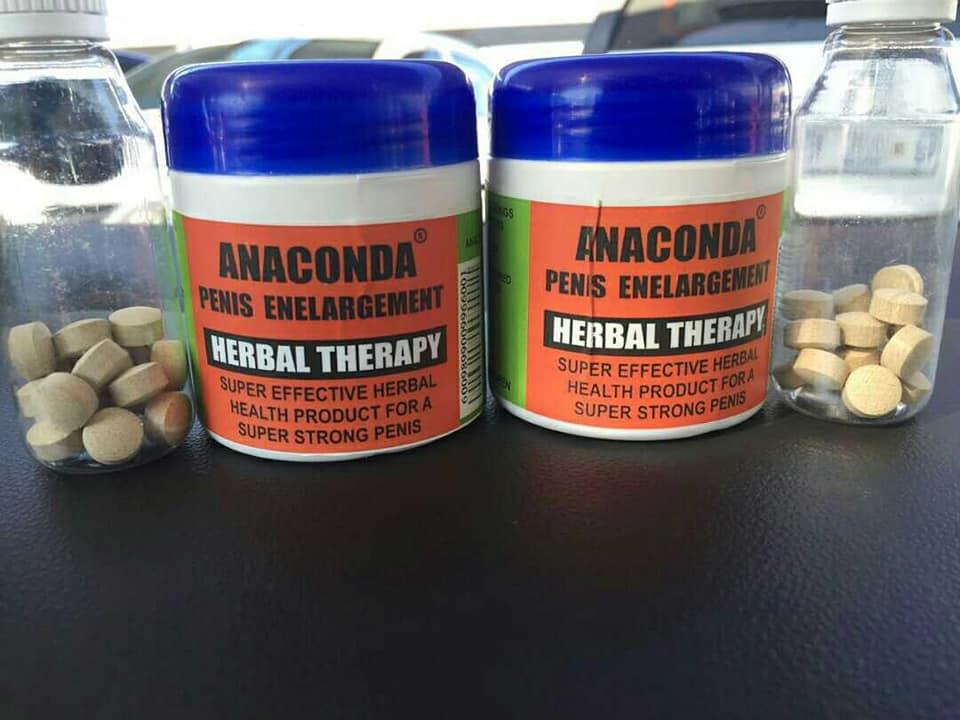 ANACONDA®
PENIS ENELARGEMENT
HERBAL THERAPY
SUPER EFFECTIVE HERBAL
HEALTH PRODUCT FOR A
SUPER STRONG PENIS
ANACONDA®
PENIS ENELARGEMENT
HERBAL THERAPY
SUPER EFFECTIVE HERBAL
HEALTH PRODUCT FOR A
SUPER STRONG PENIS